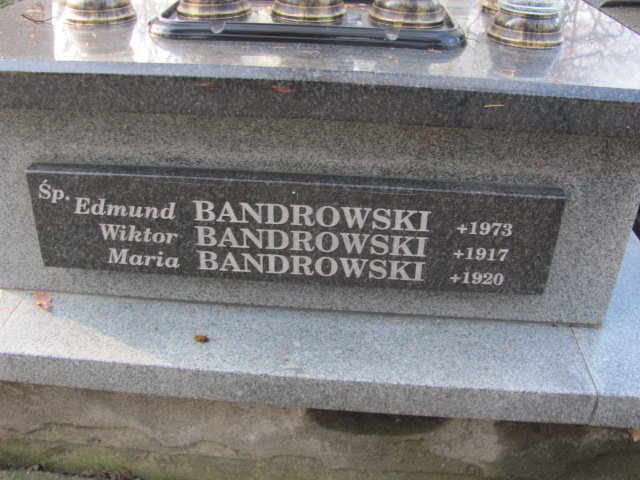 Śp. Edmund BANDROWSKI +1973
Wiktor BANDROWSKI +1917
Maria BANDROWSKI +1920